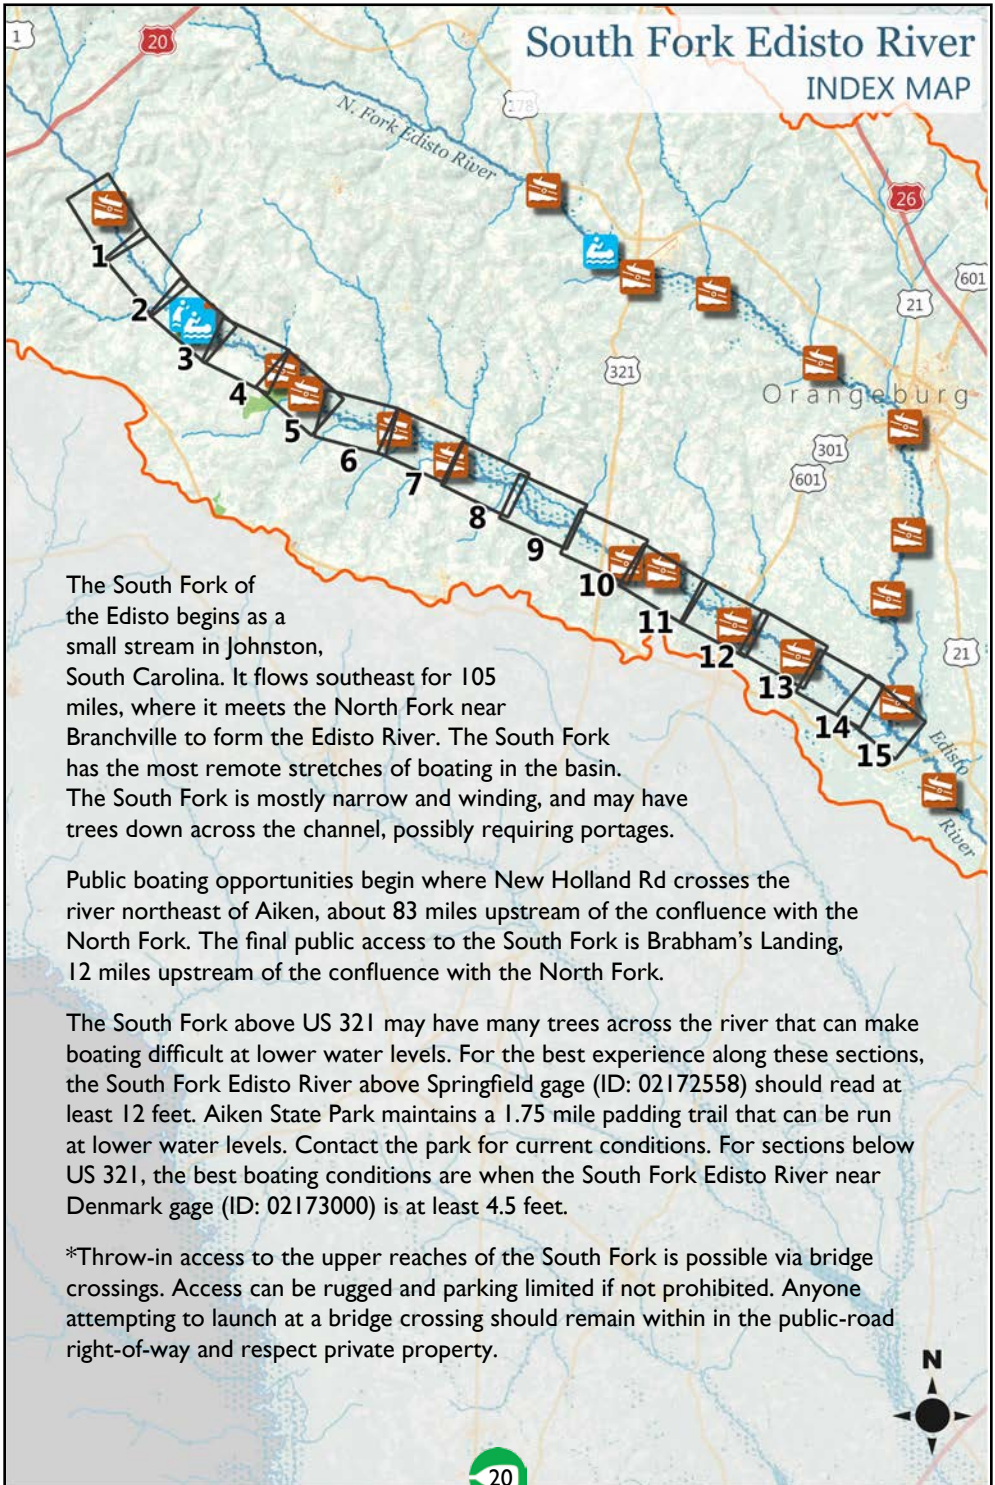 South Fork Edisto River
INDEX MAP
1
20
278
N. Fork Edisto River
26
601
21
321
Orangeburg
301
601
21
1
2
3
4
5
6
7
8
9
10
11
12
13
14
15
Edisto
River
The South Fork of
the Edisto begins as a
small stream in Johnston,
South Carolina. It flows southeast for 105
miles, where it meets the North Fork near
Branchville to form the Edisto River. The South Fork
has the most remote stretches of boating in the basin.
The South Fork is mostly narrow and winding, and may have
trees down across the channel, possibly requiring portages.
Public boating opportunities begin where New Holland Rd crosses the
river northeast of Aiken, about 83 miles upstream of the confluence with the
North Fork. The final public access to the South Fork is Brabham's Landing,
12 miles upstream of the confluence with the North Fork.
The South Fork above US 321 may have many trees across the river that can make
boating difficult at lower water levels. For the best experience along these sections,
the South Fork Edisto River above Springfield gage (ID: 02172558) should read at
least 12 feet. Aiken State Park maintains a 1.75 mile padding trail that can be run
at lower water levels. Contact the park for current conditions. For sections below
US 321, the best boating conditions are when the South Fork Edisto River near
Denmark gage (ID: 02173000) is at least 4.5 feet.
*Throw-in access to the upper reaches of the South Fork is possible via bridge
crossings. Access can be rugged and parking limited if not prohibited. Anyone
attempting to launch at a bridge crossing should remain within in the public-road
right-of-way and respect private property.
N
20